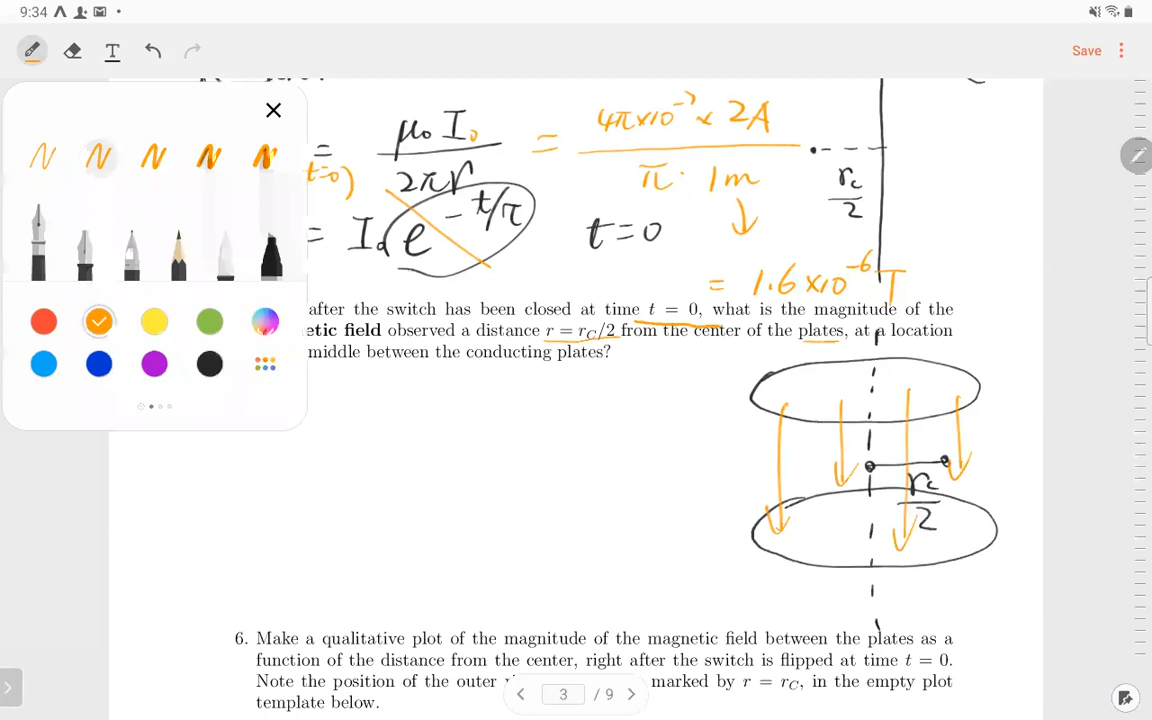 9:34
T
Save
= μ₀ I₀ / 2πr = 4π×10⁻⁷ × 2A / π · 1m
t=0)
r_c/2
= I₀ e^{-t/τ} t=0
= 1.6×10⁻⁶ T
after the switch has been closed at time t = 0, what is the magnitude of the
etic field observed a distance r = r_C/2 from the center of the plates, at a location
middle between the conducting plates?
r_c/2
6. Make a qualitative plot of the magnitude of the magnetic field between the plates as a
function of the distance from the center, right after the switch is flipped at time t = 0.
Note the position of the outer marked by r = r_C, in the empty plot
template below.
3 / 9